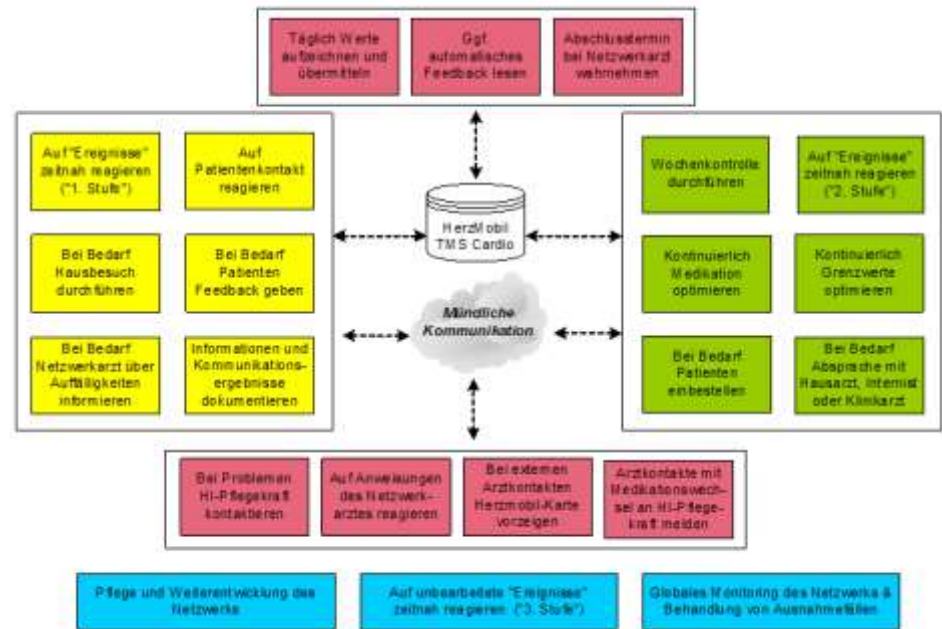 Täglich Werte
aufzeichnen und
übermitteln
Ggf.
automatisches
Feedback lesen
Abschlusstermin
bei Netzwerkarzt
wahrnehmen
Auf "Ereignisse"
zeitnah reagieren
("1. Stufe")
Auf
Patientenkontakt
reagieren
Bei Bedarf
Hausbesuch
durchführen
Bei Bedarf
Patienten
Feedback geben
Bei Bedarf
Netzwerkarzt über
Auffälligkeiten
informieren
Informationen und
Kommunikations-
ergebnisse
dokumentieren
HerzMobil
TMS Cardio
Mündliche
Kommunikation
Wochenkontrolle
durchführen
Auf "Ereignisse"
zeitnah reagieren
("2. Stufe")
Kontinuierlich
Medikation
optimieren
Kontinuierlich
Grenzwerte
optimieren
Bei Bedarf
Patienten
einbestellen
Bei Bedarf
Absprache mit
Hausarzt, Internist
oder Klinikarzt
Bei Problemen
HI-Pflegekraft
kontaktieren
Auf Anweisungen
des Netzwerk-
arztes reagieren
Bei externen
Arztkontakten
Herzmobil-Karte
vorzeigen
Arztkontakte mit
Medikationswech-
sel an HI-Pflege-
kraft melden
Pflege und Weiterentwicklung des
Netzwerks
Auf unbearbeitete "Ereignisse"
zeitnah reagieren ("3. Stufe")
Globales Monitoring des Netzwerks &
Behandlung von Ausnahmefällen